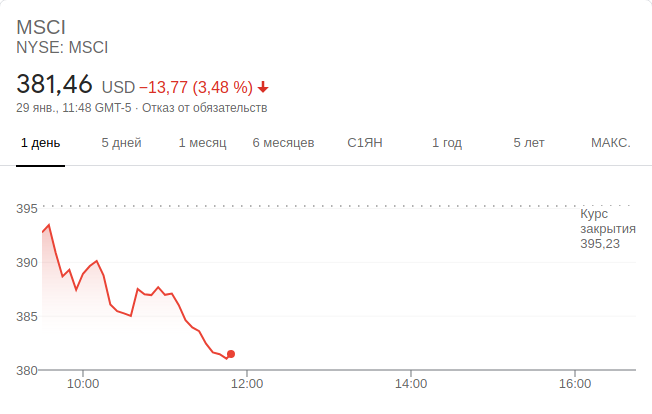 MSCI
NYSE: MSCI
381,46 USD −13,77 (3,48 %)
29 янв., 11:48 GMT-5 · Отказ от обязательств
1 день 5 дней 1 месяц 6 месяцев С1ЯН 1 год 5 лет МАКС.
395
Курс
закрытия
395,23
390
385
380
10:00 12:00 14:00 16:00